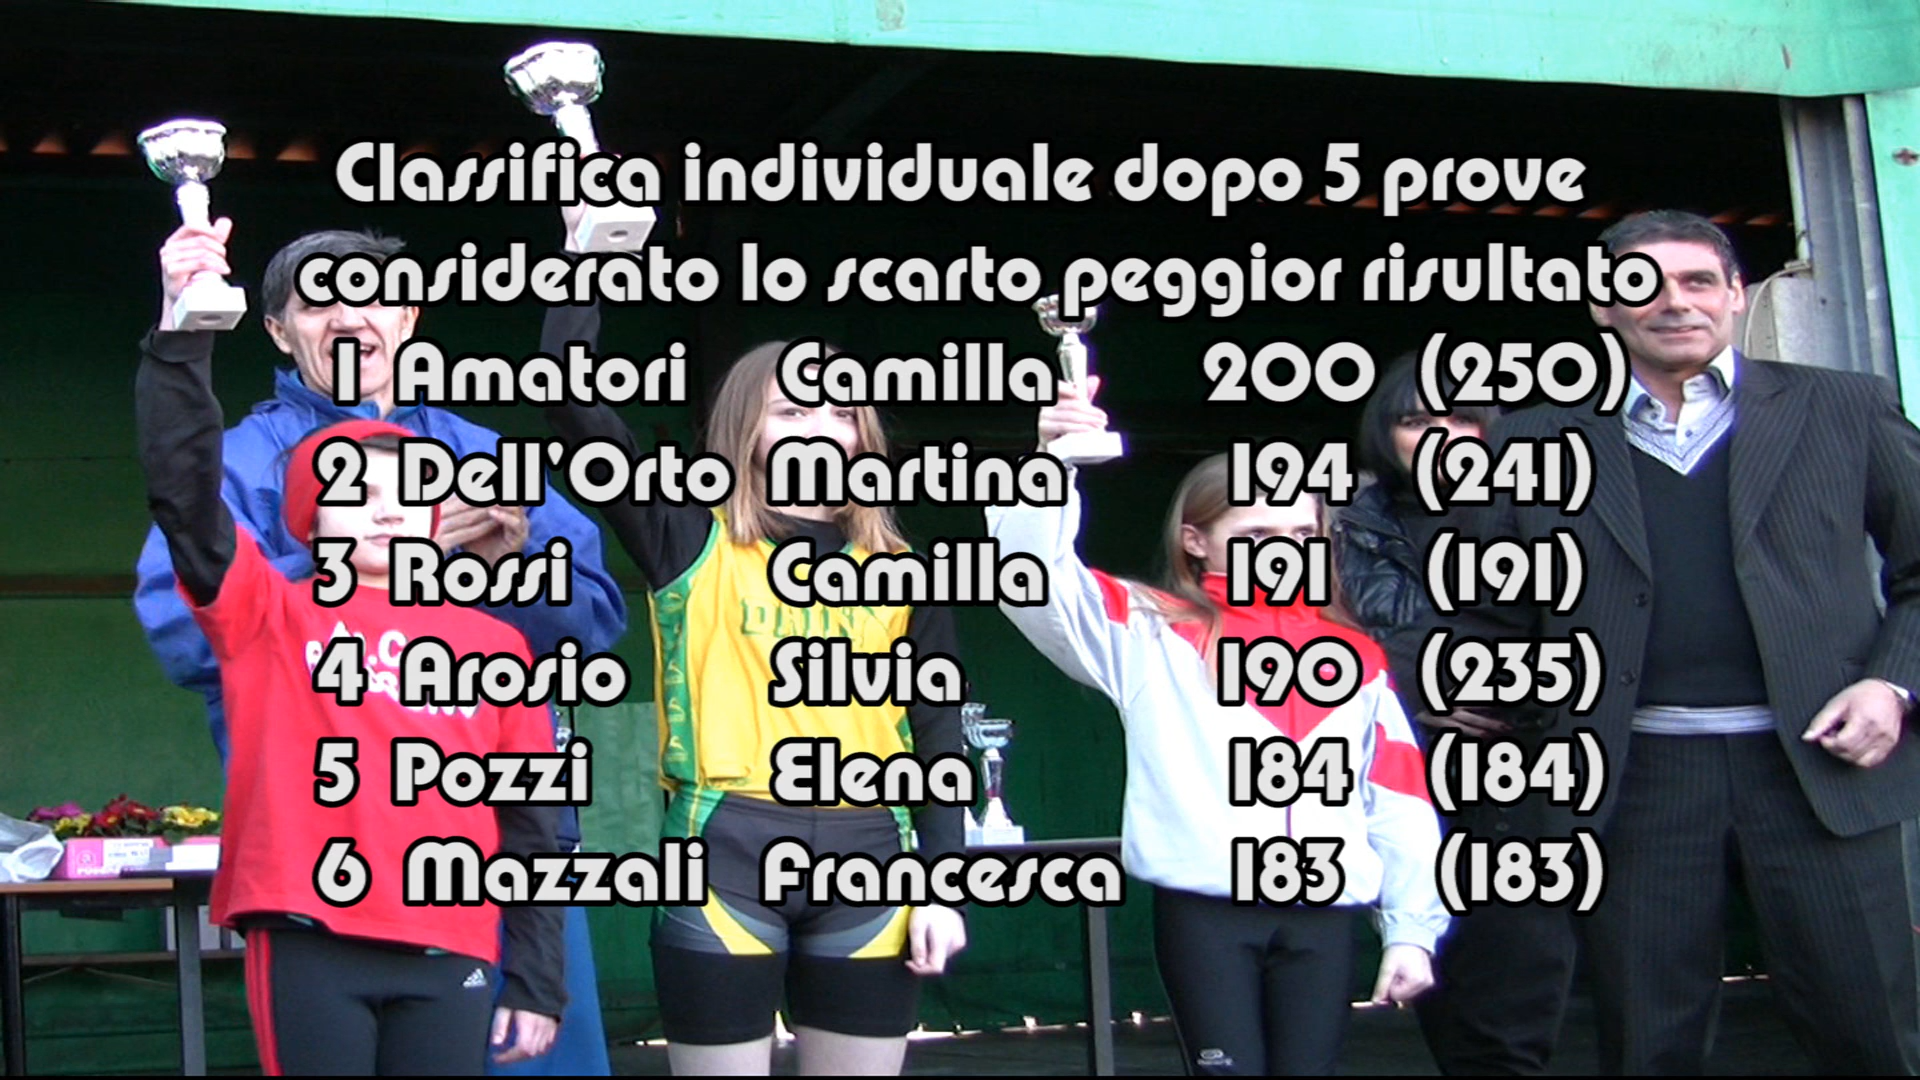 Classifica individuale dopo 5 prove
considerato lo scarto peggior risultato
1 Amatori Camilla 200 (250)
2 Dell'Orto Martina 194 (241)
3 Rossi Camilla 191 (191)
4 Arosio Silvia 190 (235)
5 Pozzi Elena 184 (184)
6 Mazzali Francesca 183 (183)